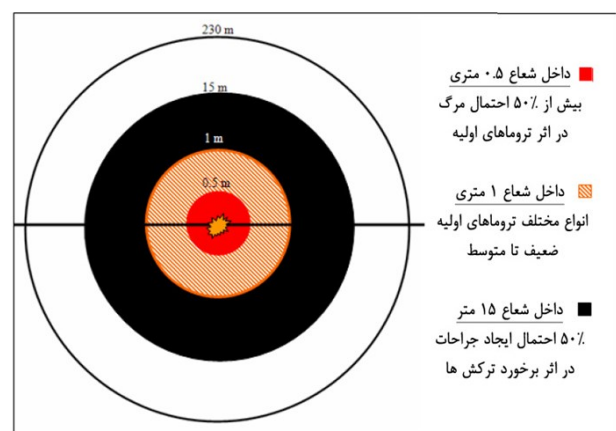 230 m
15 m
1 m
0.5 m
داخل شعاع ۰.۵ متری
بیش از ۵۰٪ احتمال مرگ
در اثر تروماهای اولیه
داخل شعاع ۱ متری
انواع مختلف تروماهای اولیه
ضعیف تا متوسط
داخل شعاع ۱۵ متر
۵۰٪ احتمال ایجاد جراحات
در اثر برخورد ترکش ها